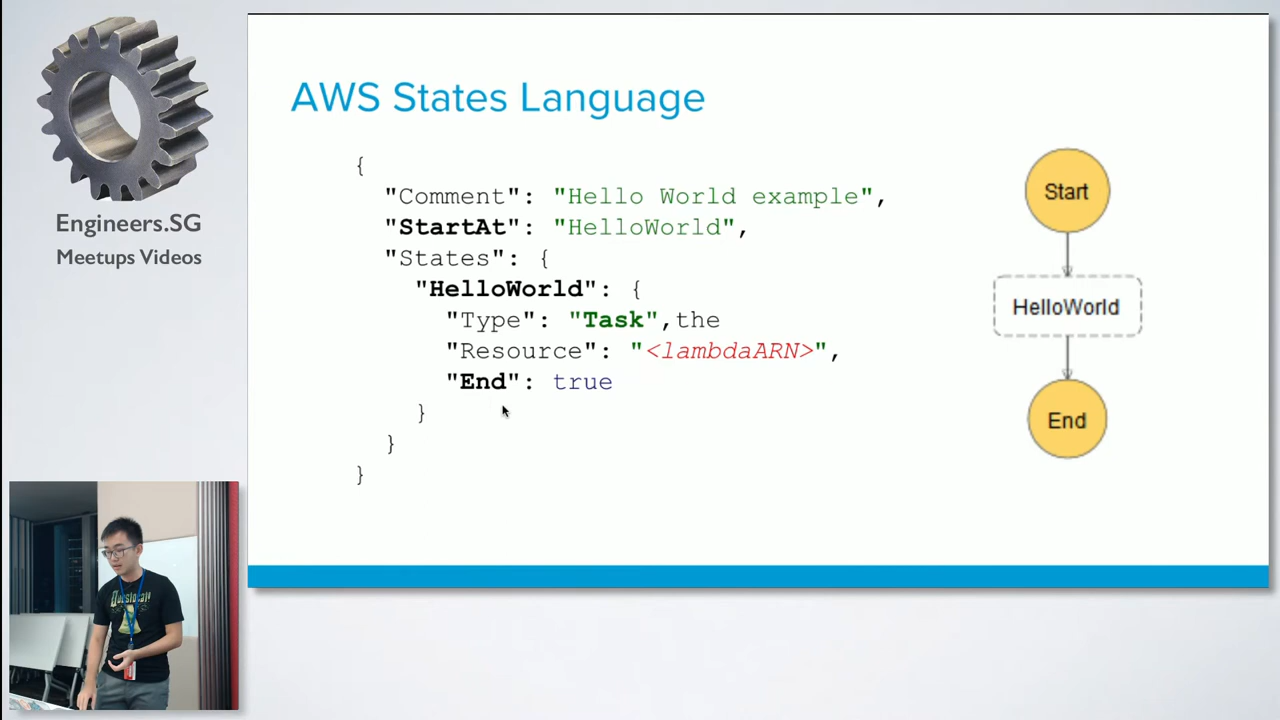 Engineers.SG
Meetups Videos
AWS States Language
{
"Comment": "Hello World example",
"StartAt": "HelloWorld",
"States": {
"HelloWorld": {
"Type": "Task",the
"Resource": "<lambdaARN>",
"End": true
}
}
}
Start
HelloWorld
End